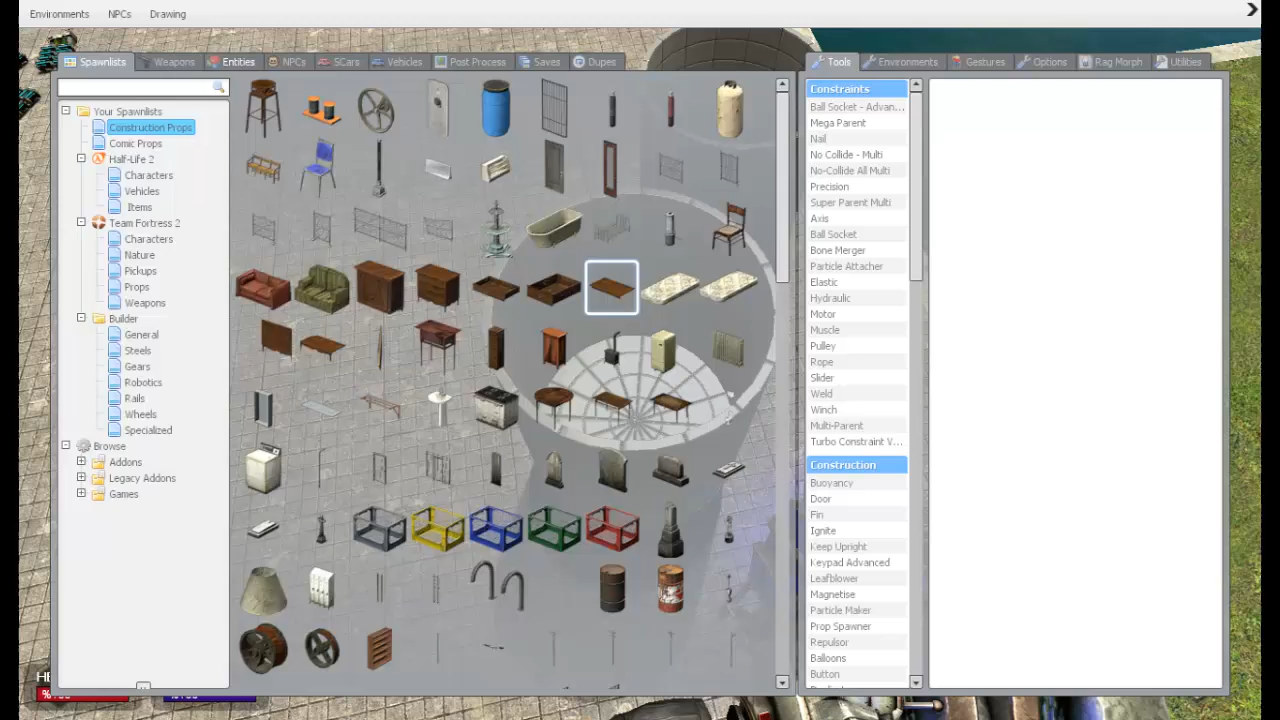 Environments NPCs Drawing
Spawnlists Weapons Entities NPCs SCars Vehicles Post Process Saves Dupes
Tools Environments Gestures Options Rag Morph Utilities
Your Spawnlists
Construction Props
Comic Props
Half-Life 2
Characters
Vehicles
Items
Team Fortress 2
Characters
Nature
Pickups
Props
Weapons
Builder
General
Steels
Gears
Robotics
Rails
Wheels
Specialized
Browse
Addons
Legacy Addons
Games
Constraints
Ball Socket - Advan...
Mega Parent
Nail
No Collide - Multi
No-Collide All Multi
Precision
Super Parent Multi
Axis
Ball Socket
Bone Merger
Particle Attacher
Elastic
Hydraulic
Motor
Muscle
Pulley
Rope
Slider
Weld
Winch
Multi-Parent
Turbo Constraint V...
Construction
Buoyancy
Door
Fin
Ignite
Keep Upright
Keypad Advanced
Leafblower
Magnetise
Particle Maker
Prop Spawner
Repulsor
Balloons
Button